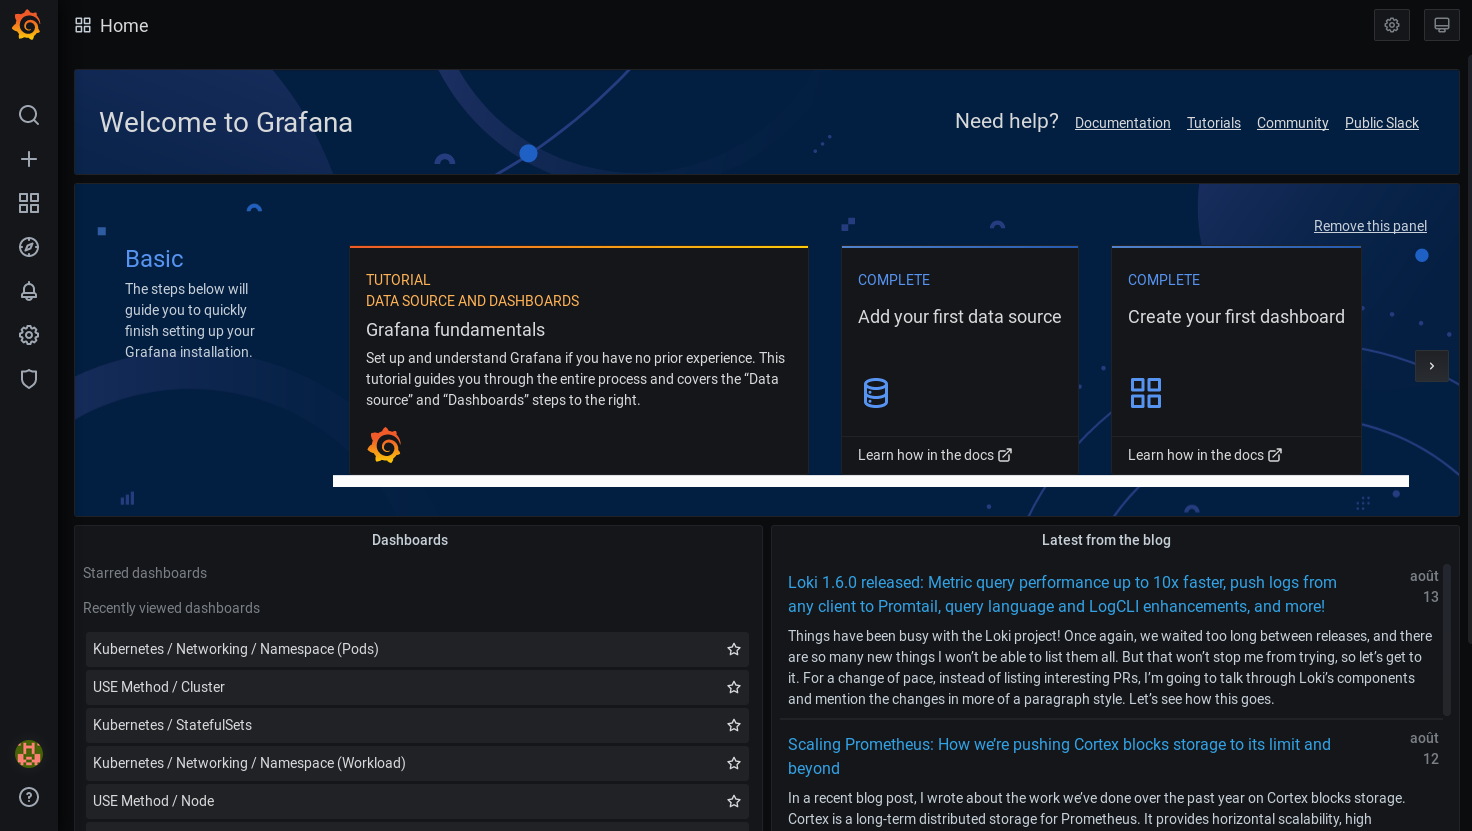 Home
Welcome to Grafana
Need help? Documentation Tutorials Community Public Slack
Remove this panel
Basic
The steps below will
guide you to quickly
finish setting up your
Grafana installation.
TUTORIAL
DATA SOURCE AND DASHBOARDS
Grafana fundamentals
Set up and understand Grafana if you have no prior experience. This
tutorial guides you through the entire process and covers the “Data
source” and “Dashboards” steps to the right.
COMPLETE
Add your first data source
Learn how in the docs
COMPLETE
Create your first dashboard
Learn how in the docs
Dashboards
Starred dashboards
Recently viewed dashboards
Kubernetes / Networking / Namespace (Pods)
USE Method / Cluster
Kubernetes / StatefulSets
Kubernetes / Networking / Namespace (Workload)
USE Method / Node
Latest from the blog
Loki 1.6.0 released: Metric query performance up to 10x faster, push logs from
any client to Promtail, query language and LogCLI enhancements, and more!
août
13
Things have been busy with the Loki project! Once again, we waited too long between releases, and there
are so many new things I won’t be able to list them all. But that won’t stop me from trying, so let’s get to
it. For a change of pace, instead of listing interesting PRs, I’m going to talk through Loki’s components
and mention the changes in more of a paragraph style. Let’s see how this goes.
Scaling Prometheus: How we’re pushing Cortex blocks storage to its limit and
beyond
août
12
In a recent blog post, I wrote about the work we’ve done over the past year on Cortex blocks storage.
Cortex is a long-term distributed storage for Prometheus. It provides horizontal scalability, high